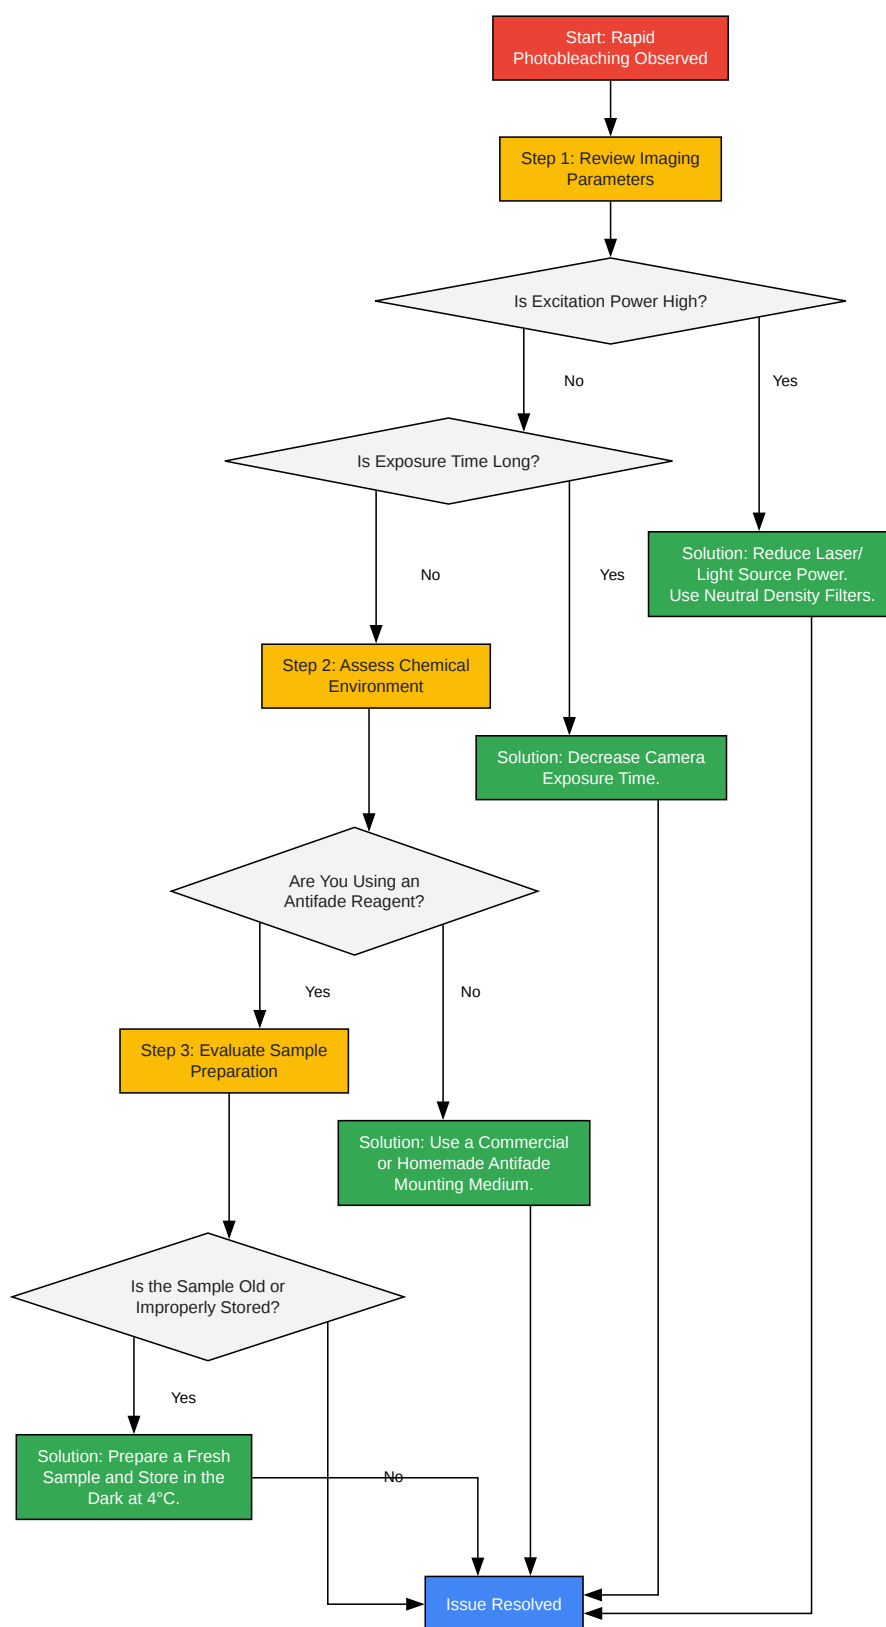 Start: Rapid
Photobleaching Observed
Step 1: Review Imaging
Parameters
Is Excitation Power High?
No
Yes
Is Exposure Time Long?
No
Yes
Solution: Reduce Laser/
Light Source Power.
Use Neutral Density Filters.
Step 2: Assess Chemical
Environment
Solution: Decrease Camera
Exposure Time.
Are You Using an
Antifade Reagent?
Yes
No
Step 3: Evaluate Sample
Preparation
Solution: Use a Commercial
or Homemade Antifade
Mounting Medium.
Is the Sample Old or
Improperly Stored?
Yes
Solution: Prepare a Fresh
Sample and Store in the
Dark at 4°C.
No
Issue Resolved